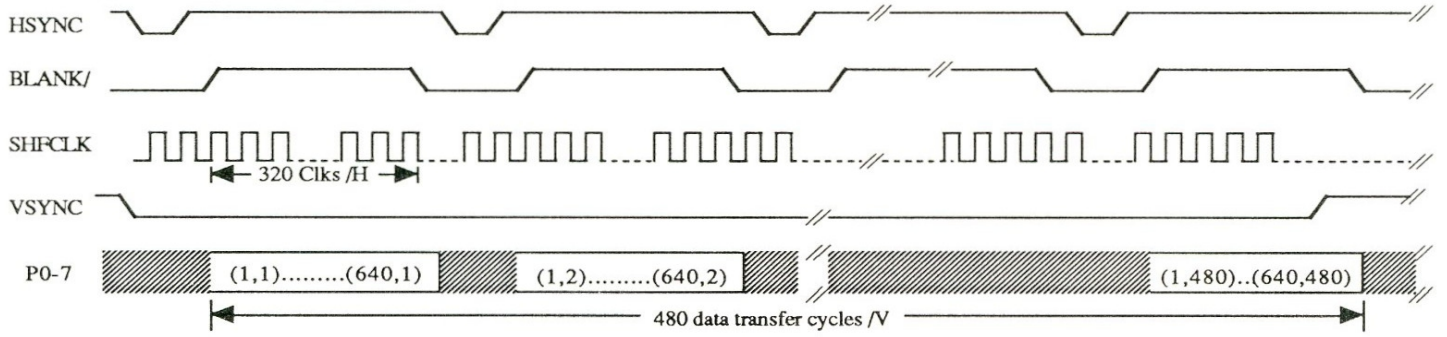 HSYNC
BLANK/
SHFCLK
320 Clks /H
VSYNC
P0-7
(1,1).........(640,1)
(1,2).........(640,2)
(1,480)..(640,480)
480 data transfer cycles /V